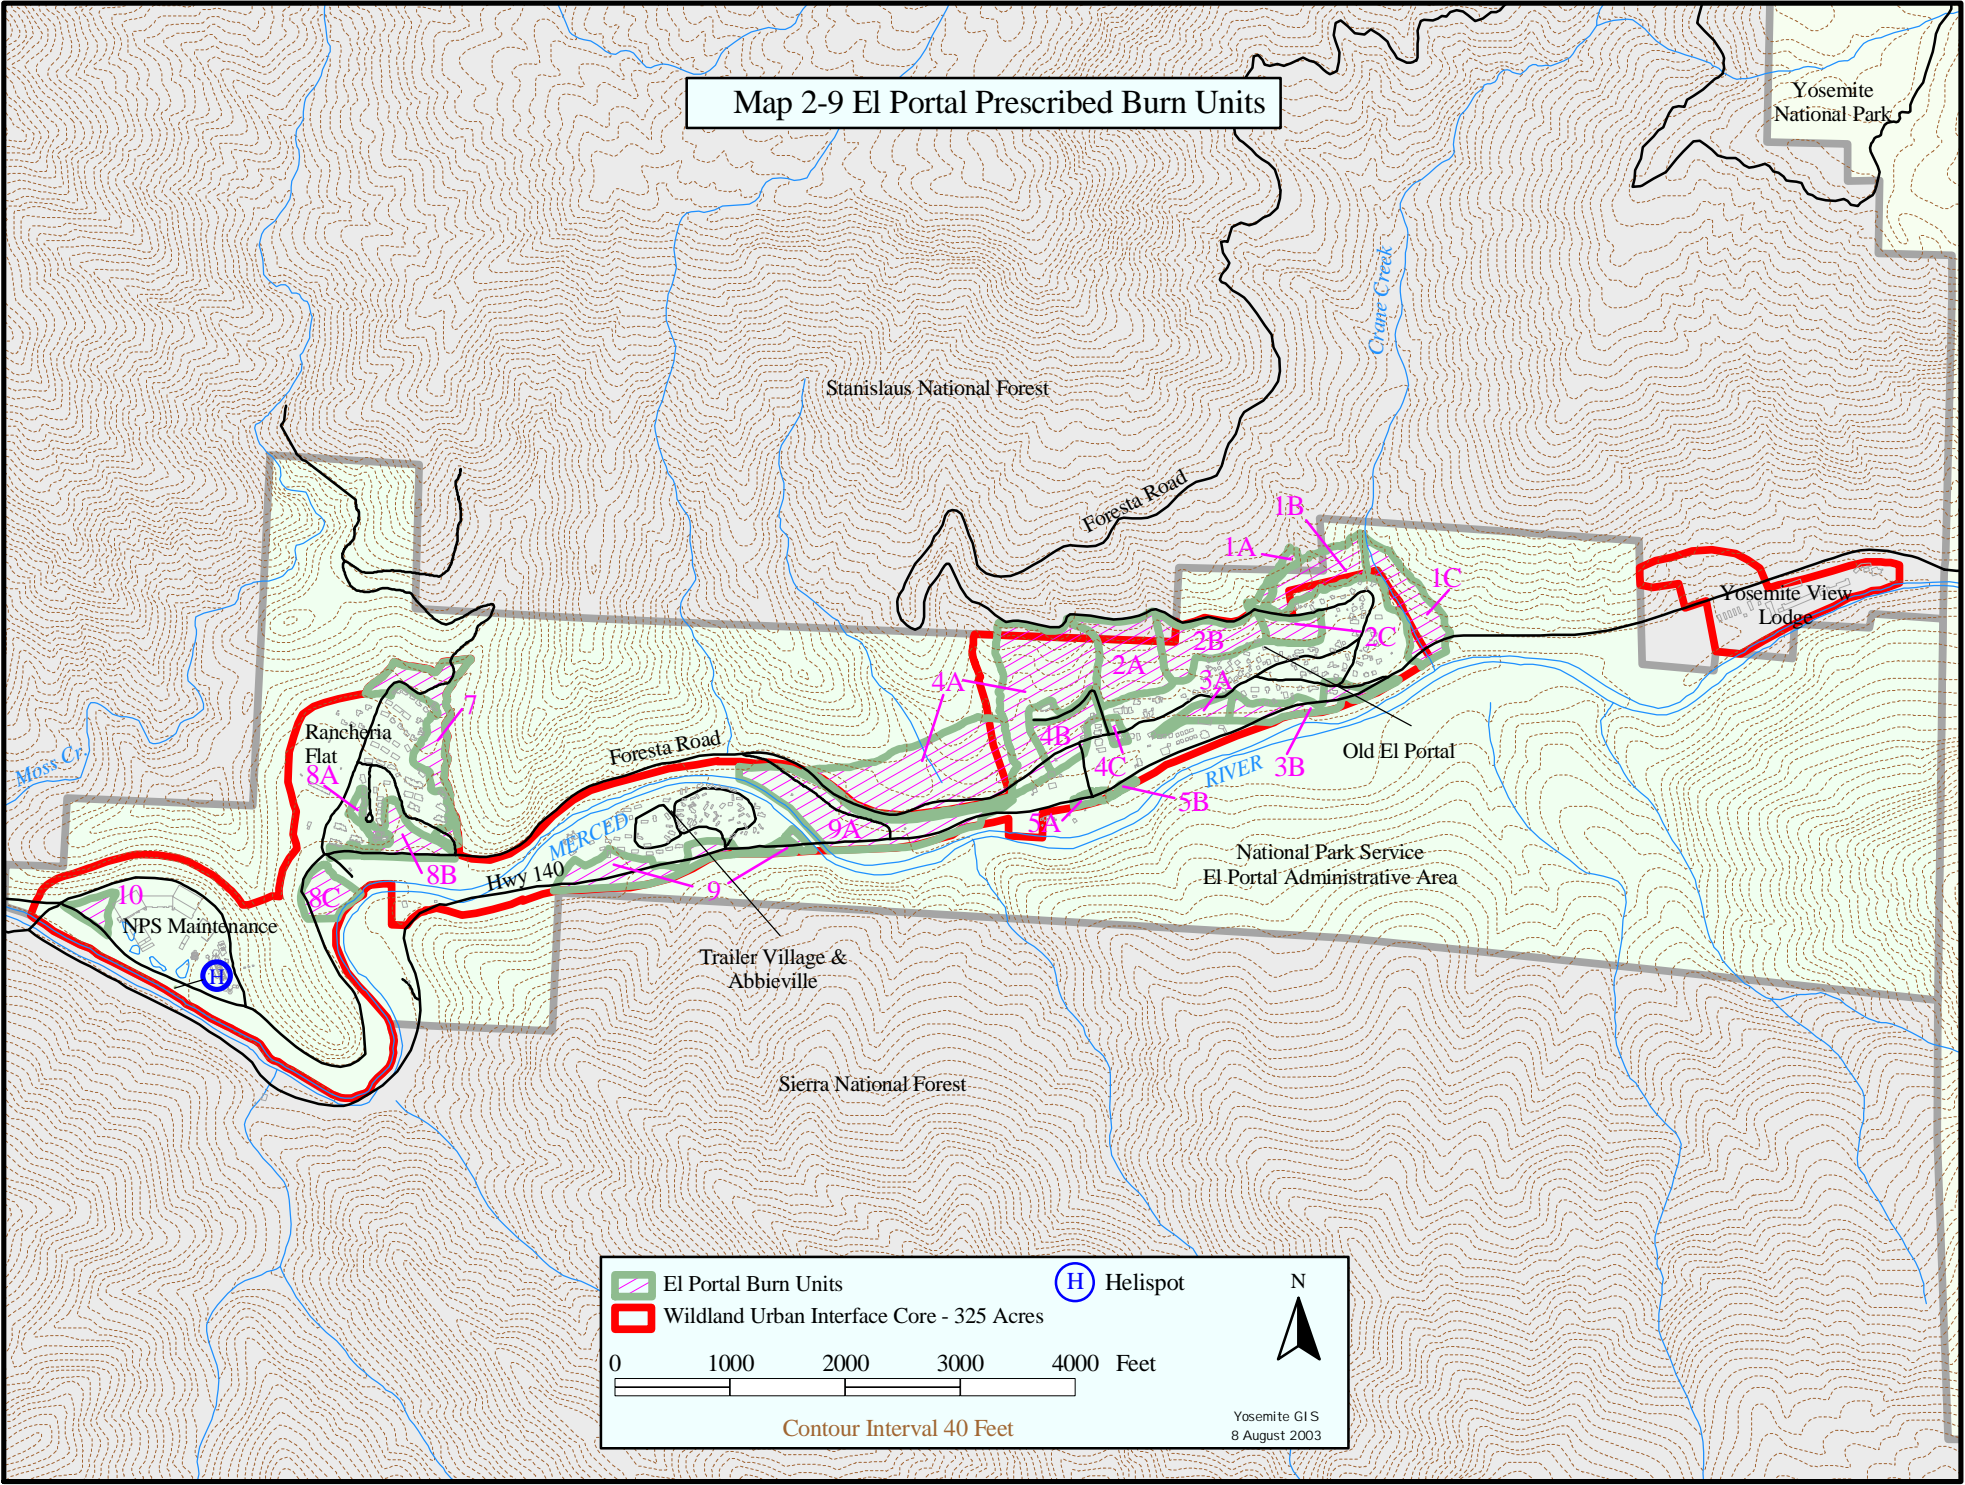 Map 2-9 El Portal Prescribed Burn Units
Yosemite
National Park
Crane Creek
Stanislaus National Forest
Foresta Road
1B
1A
1C
Yosemite View
Lodge
2B
2C
2A
4A
3A
7
Rancheria
Flat
Foresta Road
4B
Old El Portal
Moss Cr.
8A
4C
RIVER
3B
5B
MERCED
9A
5A
National Park Service
El Portal Administrative Area
Hwy 140
8B
9
10
8C
NPS Maintenance
H
Trailer Village &
Abbieville
Sierra National Forest
El Portal Burn Units
H Helispot
N
Wildland Urban Interface Core - 325 Acres
0 1000 2000 3000 4000 Feet
Contour Interval 40 Feet
Yosemite GIS
8 August 2003